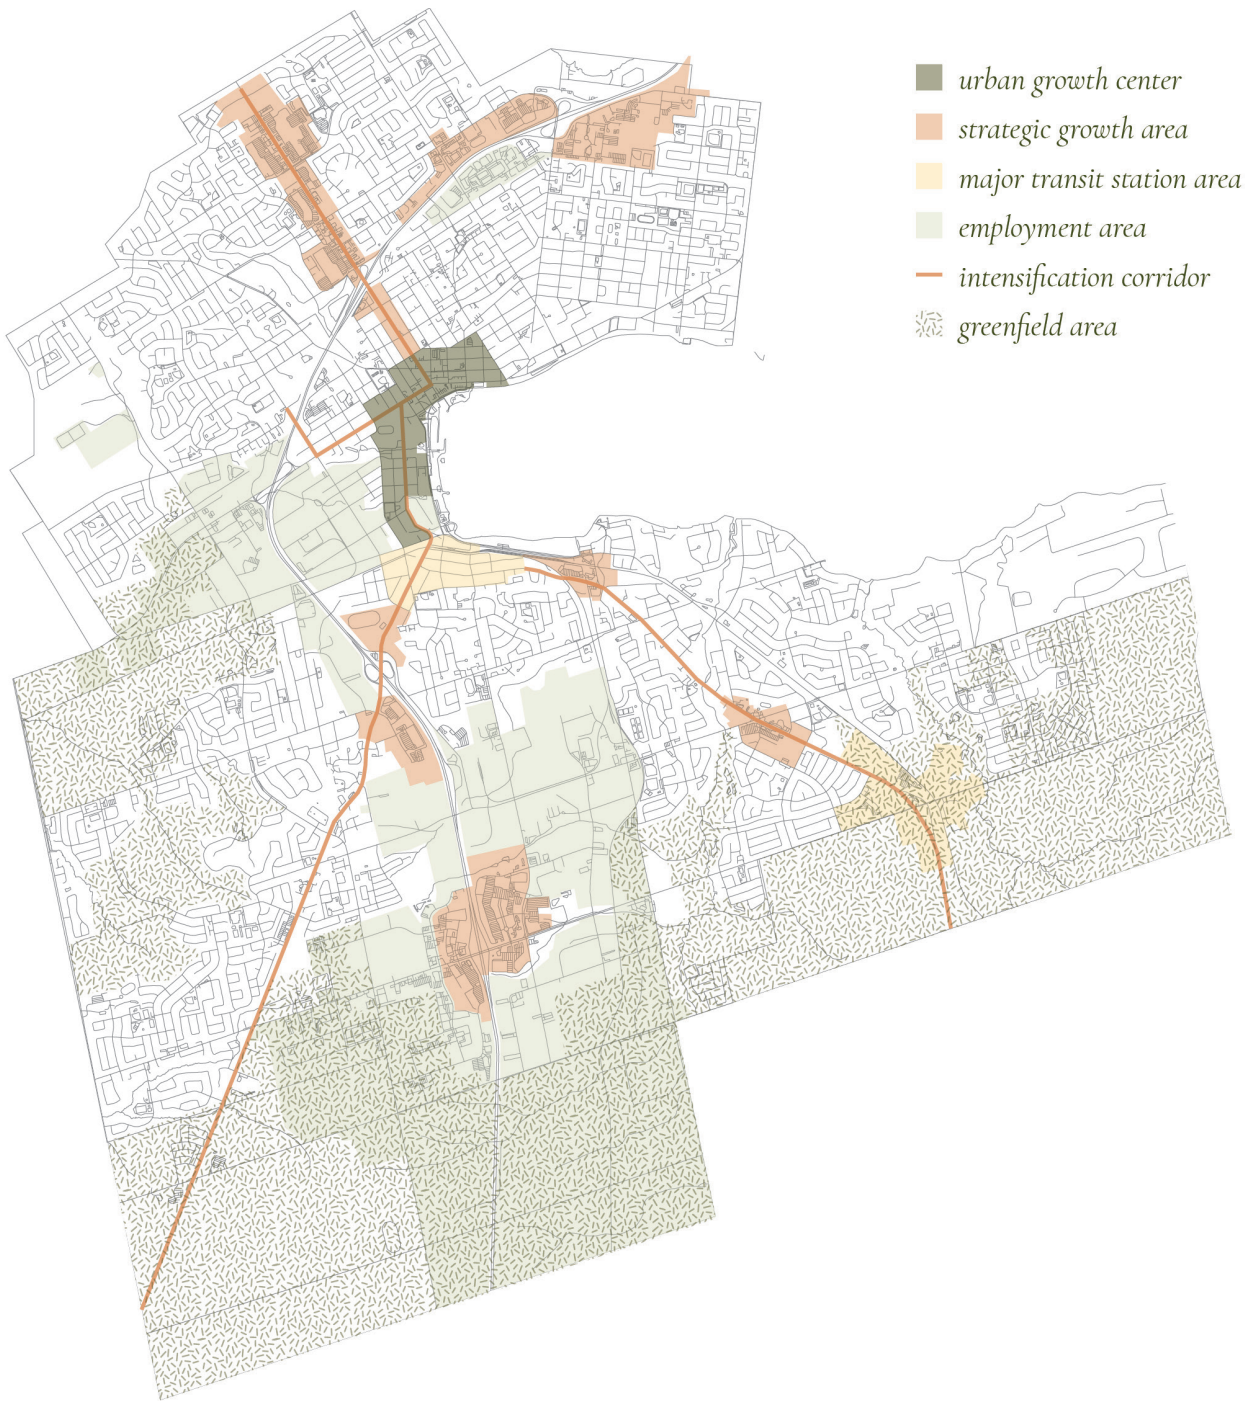 urban growth center
strategic growth area
major transit station area
employment area
intensification corridor
greenfield area